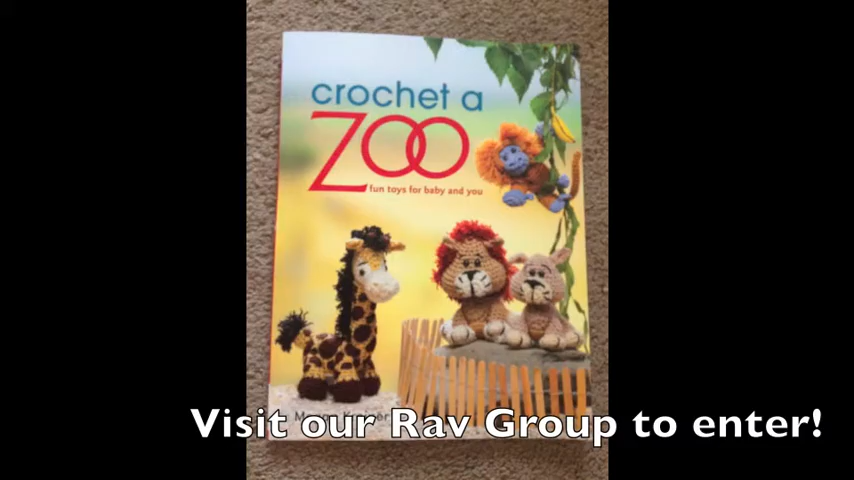 crochet a
ZOO
fun toys for baby and you
Visit our Rav Group to enter!